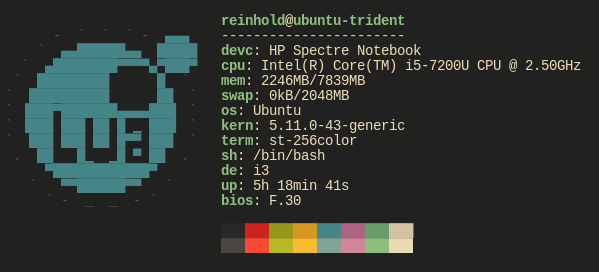 reinhold@ubuntu-trident
-----------------------
devc: HP Spectre Notebook
cpu: Intel(R) Core(TM) i5-7200U CPU @ 2.50GHz
mem: 2246MB/7839MB
swap: 0kB/2048MB
os: Ubuntu
kern: 5.11.0-43-generic
term: st-256color
sh: /bin/bash
de: i3
up: 5h 18min 41s
bios: F.30